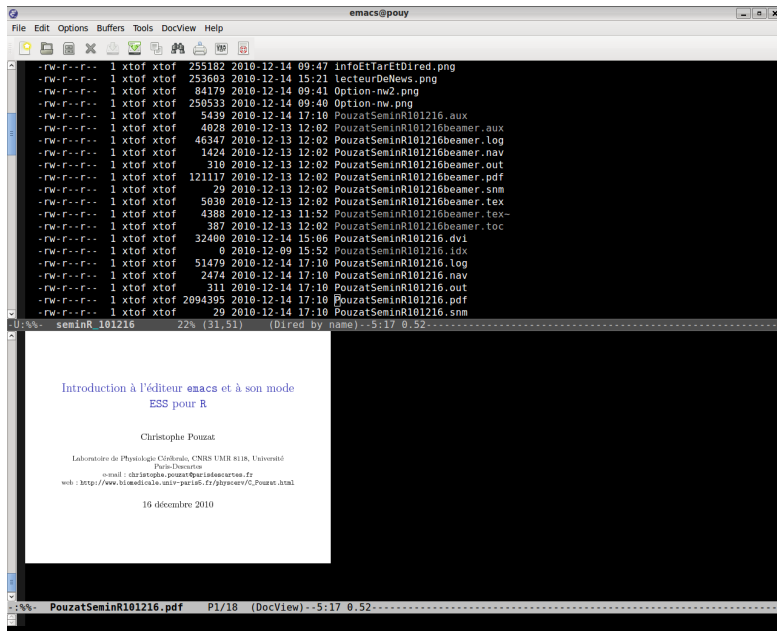 emacs@pouy
File Edit Options Buffers Tools DocView Help
-rw-r--r-- 1 xtof xtof 255182 2010-12-14 09:47 infoEtTarEtDired.png
-rw-r--r-- 1 xtof xtof 253603 2010-12-14 15:21 lecteurDeNews.png
-rw-r--r-- 1 xtof xtof 84179 2010-12-14 09:41 Option-nw2.png
-rw-r--r-- 1 xtof xtof 250533 2010-12-14 09:40 Option-nw.png
-rw-r--r-- 1 xtof xtof 5439 2010-12-14 17:10 PouzatSeminR101216.aux
-rw-r--r-- 1 xtof xtof 4028 2010-12-13 12:02 PouzatSeminR101216beamer.aux
-rw-r--r-- 1 xtof xtof 46347 2010-12-13 12:02 PouzatSeminR101216beamer.log
-rw-r--r-- 1 xtof xtof 1424 2010-12-13 12:02 PouzatSeminR101216beamer.nav
-rw-r--r-- 1 xtof xtof 310 2010-12-13 12:02 PouzatSeminR101216beamer.out
-rw-r--r-- 1 xtof xtof 121117 2010-12-13 12:02 PouzatSeminR101216beamer.pdf
-rw-r--r-- 1 xtof xtof 29 2010-12-13 12:02 PouzatSeminR101216beamer.snm
-rw-r--r-- 1 xtof xtof 5030 2010-12-13 12:02 PouzatSeminR101216beamer.tex
-rw-r--r-- 1 xtof xtof 4388 2010-12-13 11:52 PouzatSeminR101216beamer.tex~
-rw-r--r-- 1 xtof xtof 387 2010-12-13 12:02 PouzatSeminR101216beamer.toc
-rw-r--r-- 1 xtof xtof 32400 2010-12-14 15:06 PouzatSeminR101216.dvi
-rw-r--r-- 1 xtof xtof 0 2010-12-09 15:52 PouzatSeminR101216.idx
-rw-r--r-- 1 xtof xtof 51479 2010-12-14 17:10 PouzatSeminR101216.log
-rw-r--r-- 1 xtof xtof 2474 2010-12-14 17:10 PouzatSeminR101216.nav
-rw-r--r-- 1 xtof xtof 311 2010-12-14 17:10 PouzatSeminR101216.out
-rw-r--r-- 1 xtof xtof 2094395 2010-12-14 17:10 PouzatSeminR101216.pdf
-rw-r--r-- 1 xtof xtof 29 2010-12-14 17:10 PouzatSeminR101216.snm
-U:%%- seminR_101216 22% (31,51) (Dired by name)--5:17 0.52-----------------------------------------------------------
Introduction à l'éditeur emacs et à son mode
ESS pour R
Christophe Pouzat
Laboratoire de Physiologie Cérébrale, CNRS UMR 8118, Université
Paris-Descartes
e-mail : christophe.pouzat@parisdescartes.fr
web : http://www.biomedicale.univ-paris5.fr/physcerv/C_Pouzat.html
16 décembre 2010
-:%%- PouzatSeminR101216.pdf P1/18 (DocView)--5:17 0.52--------------------------------------------------------------------